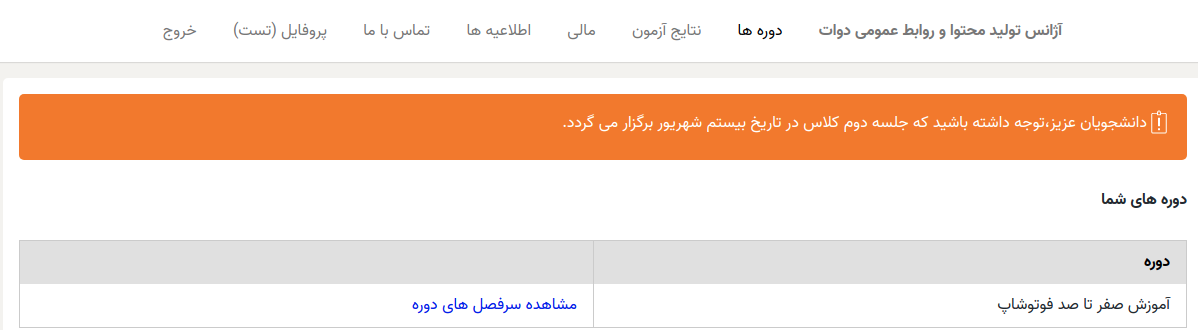 آژانس تولید محتوا و روابط عمومی دوات دوره ها نتایج آزمون مالی اطلاعیه ها تماس با ما پروفایل (تست) خروج
دانشجویان عزیز،توجه داشته باشید که جلسه دوم کلاس در تاریخ بیستم شهریور برگزار می گردد.
دوره های شما
دوره
آموزش صفر تا صد فوتوشاپ مشاهده سرفصل های دوره